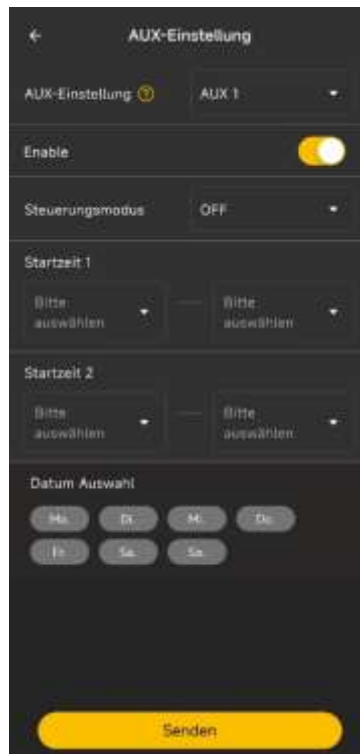 AUX-Einstellung
AUX-Einstellung
AUX 1
Enable
Steuerungsmodus
OFF
Startzeit 1
Bitte
auswählen
Bitte
auswählen
Startzeit 2
Bitte
auswählen
Bitte
auswählen
Datum Auswahl
Mo. Di. Mi. Do.
Fr. Sa. So.
Senden